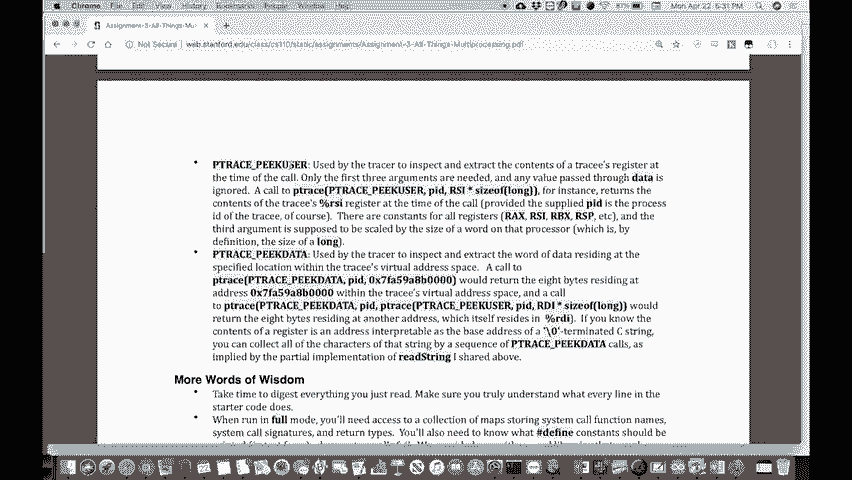 Chrome File Edit View History Bookmarks People Window Help
Mon Apr 22 5:31 PM
Assignment-3-All-Things-Mu
Not Secure | web.stanford.edu/class/cs110/static/assignments/Assignment-3-All-Things-Multiprocessing.pdf
• PTRACE_PEEKUSER: Used by the tracer to inspect and extract the contents of a tracee's register at
the time of the call. Only the first three arguments are needed, and any value passed through data is
ignored. A call to ptrace(PTRACE_PEEKUSER, pid, RSI * sizeof(long)), for instance, returns the
contents of the tracee's %rsi register at the time of the call (provided the supplied pid is the process
id of the tracee, of course). There are constants for all registers (RAX, RSI, RBX, RSP, etc), and the
third argument is supposed to be scaled by the size of a word on that processor (which is, by
definition, the size of a long).
• PTRACE_PEEKDATA: Used by the tracer to inspect and extract the word of data residing at the
specified location within the tracee's virtual address space. A call to
ptrace(PTRACE_PEEKDATA, pid, 0x7fa59a8b0000) would return the eight bytes residing at
address 0x7fa59a8b0000 within the tracee's virtual address space, and a call
to ptrace(PTRACE_PEEKDATA, pid, ptrace(PTRACE_PEEKUSER, pid, RDI * sizeof(long)) would
return the eight bytes residing at another address, which itself resides in %rdi). If you know the
contents of a register is an address interpretable as the base address of a '\0'-terminated C string,
you can collect all of the characters of that string by a sequence of PTRACE_PEEKDATA calls, as
implied by the partial implementation of readString I shared above.
More Words of Wisdom
• Take time to digest everything you just read. Make sure you truly understand what every line in the
starter code does.
• When run in full mode, you'll need access to a collection of maps storing system call function names,
system call signatures, and return types. You'll also need to know what #define constants should be